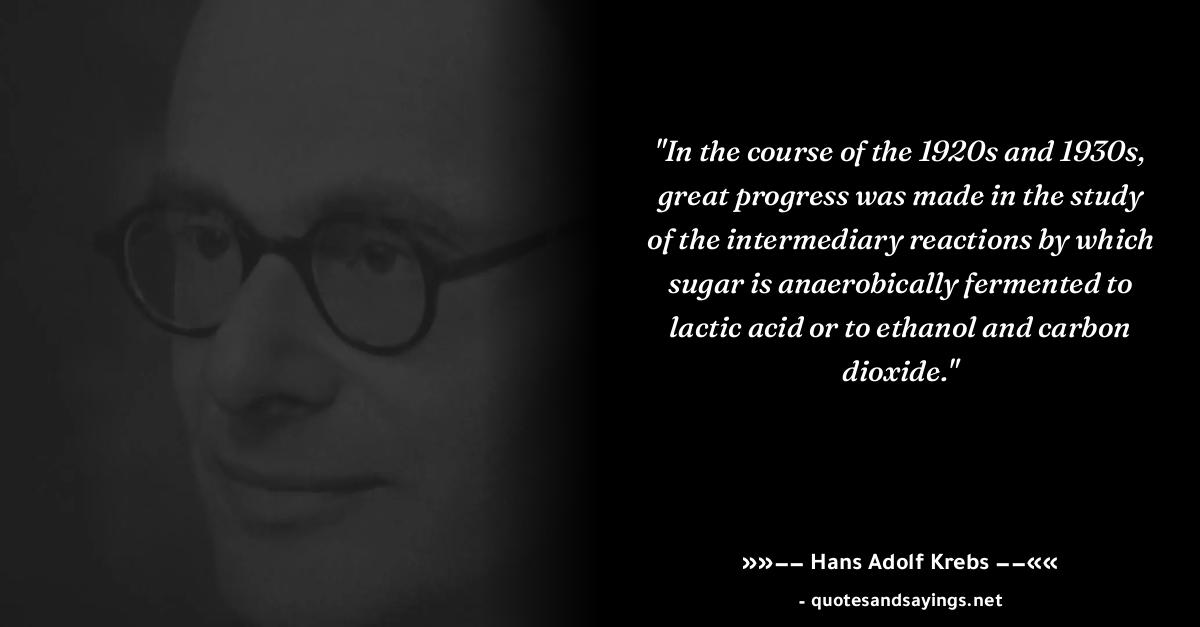 "In the course of the 1920s and 1930s,
great progress was made in the study
of the intermediary reactions by which
sugar is anaerobically fermented to
lactic acid or to ethanol and carbon
dioxide."
»»–– Hans Adolf Krebs ––««
- quotesandsayings.net